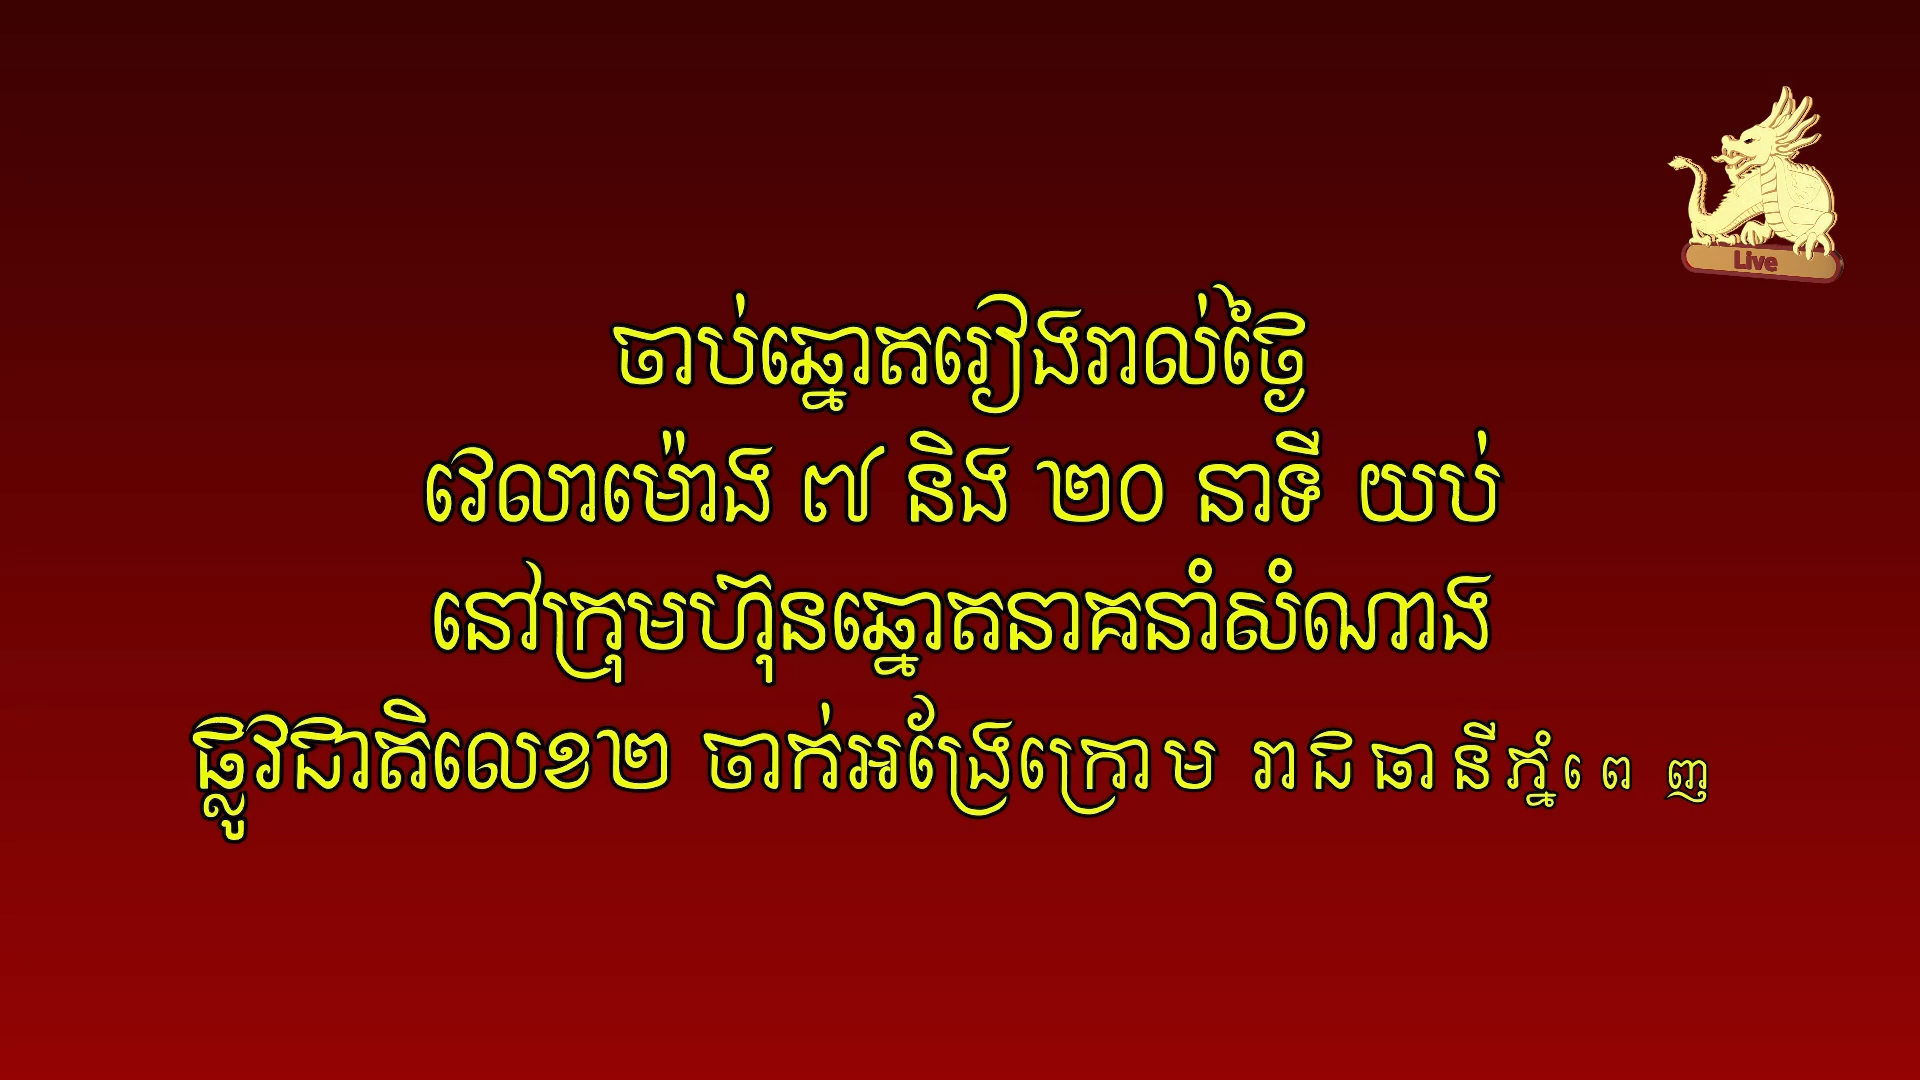 Live
ចាប់ឆ្នោតរៀងរាល់ថ្ងៃ
វេលាម៉ោង ៧ និង ២០ នាទី យប់
នៅក្រុមហ៊ុនឆ្នោតនាគនាំសំណាង
ផ្លូវជាតិលេខ២ ចាក់អង្រែក្រោម រាជធានីភ្នំពេញ